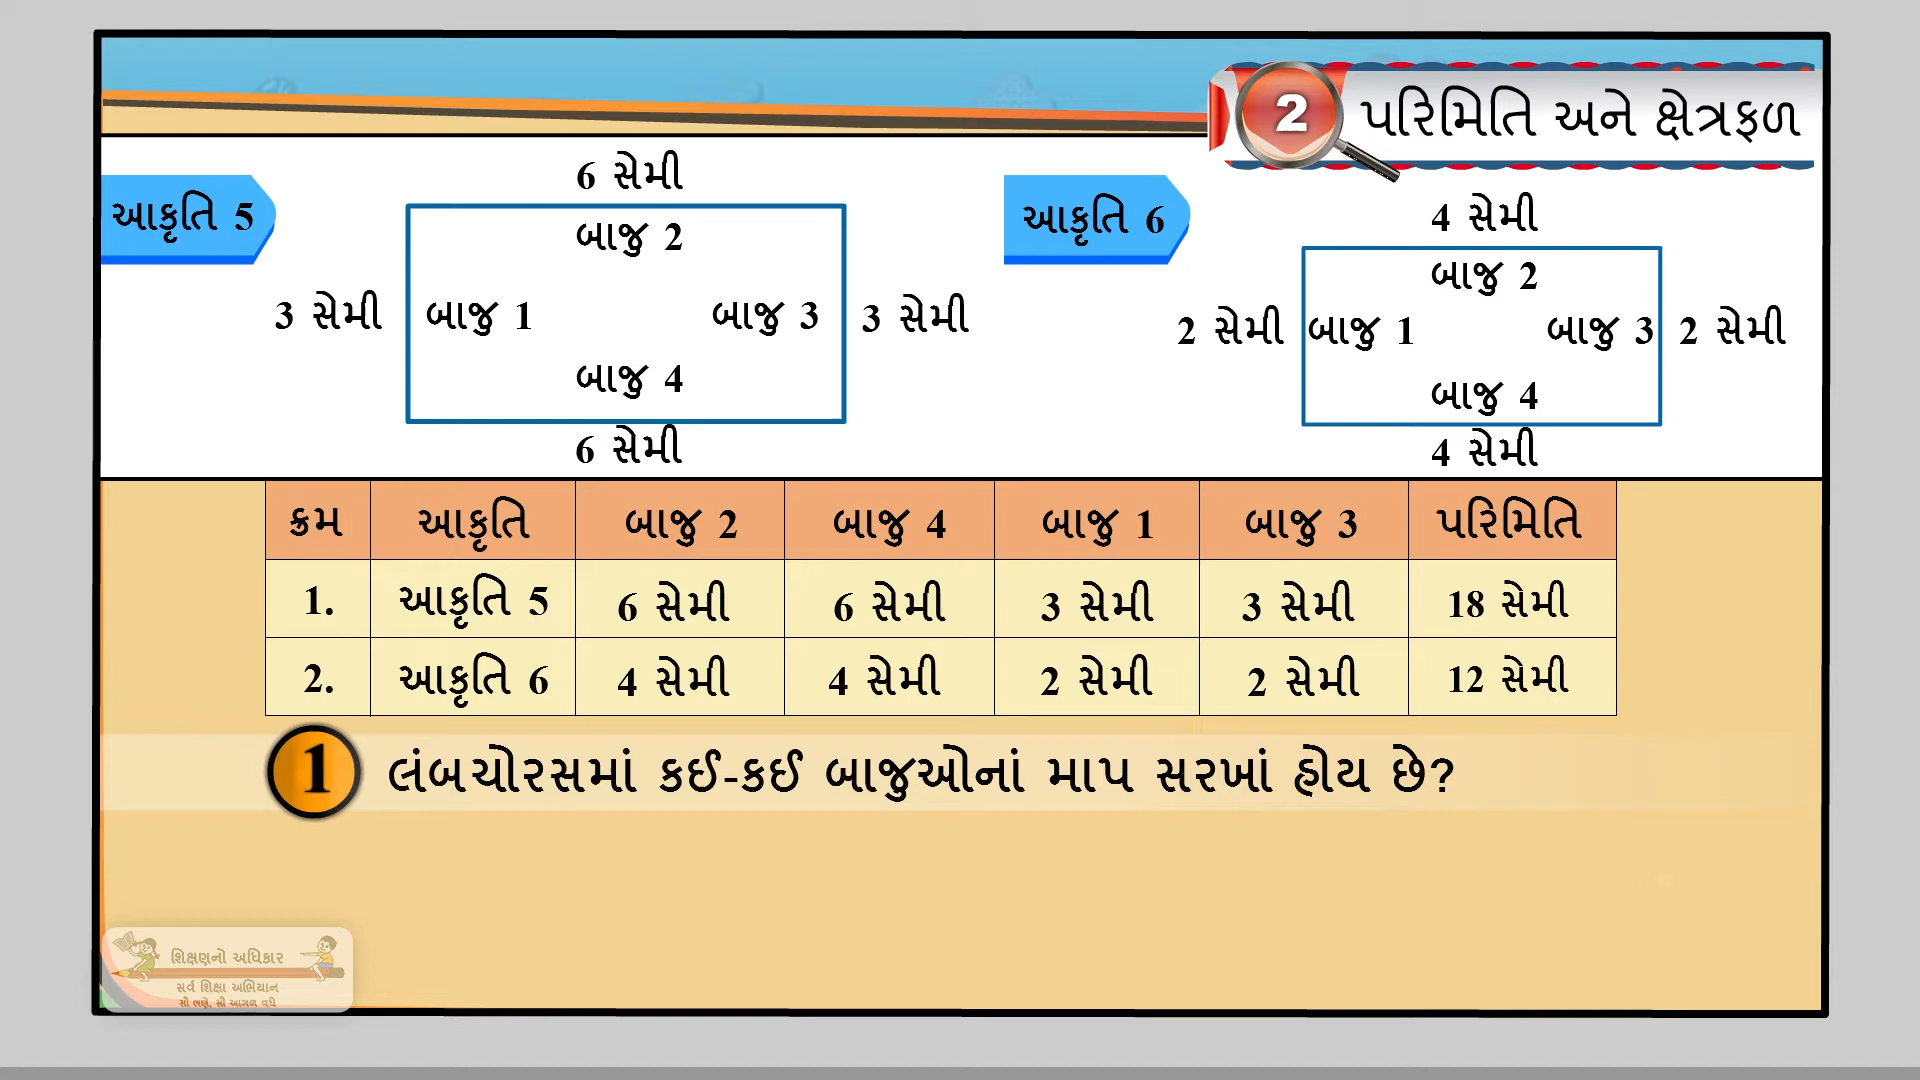 2 પરિમિતિ અને ક્ષેત્રફળ
આકૃતિ 5
6 સેમી
બાજુ 2
3 સેમી બાજુ 1 બાજુ 3 3 સેમી
બાજુ 4
6 સેમી
આકૃતિ 6
4 સેમી
બાજુ 2
2 સેમી બાજુ 1 બાજુ 3 2 સેમી
બાજુ 4
4 સેમી
ક્રમ આકૃતિ બાજુ 2 બાજુ 4 બાજુ 1 બાજુ 3 પરિમિતિ
1. આકૃતિ 5 6 સેમી 6 સેમી 3 સેમી 3 સેમી 18 સેમી
2. આકૃતિ 6 4 સેમી 4 સેમી 2 સેમી 2 સેમી 12 સેમી
1 લંબચોરસમાં કઈ-કઈ બાજુઓનાં માપ સરખાં હોય છે?
શિક્ષણનો અધિકાર
સર્વ શિક્ષા અભિયાન
સૌ ભણે, સૌ આગળ વધે